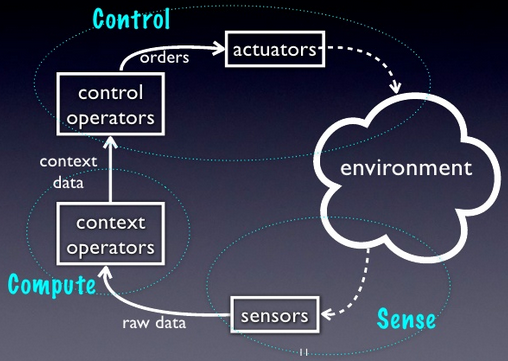 Control
orders
actuators
control
operators
environment
context
data
context
operators
Compute
raw data
sensors
Sense
11